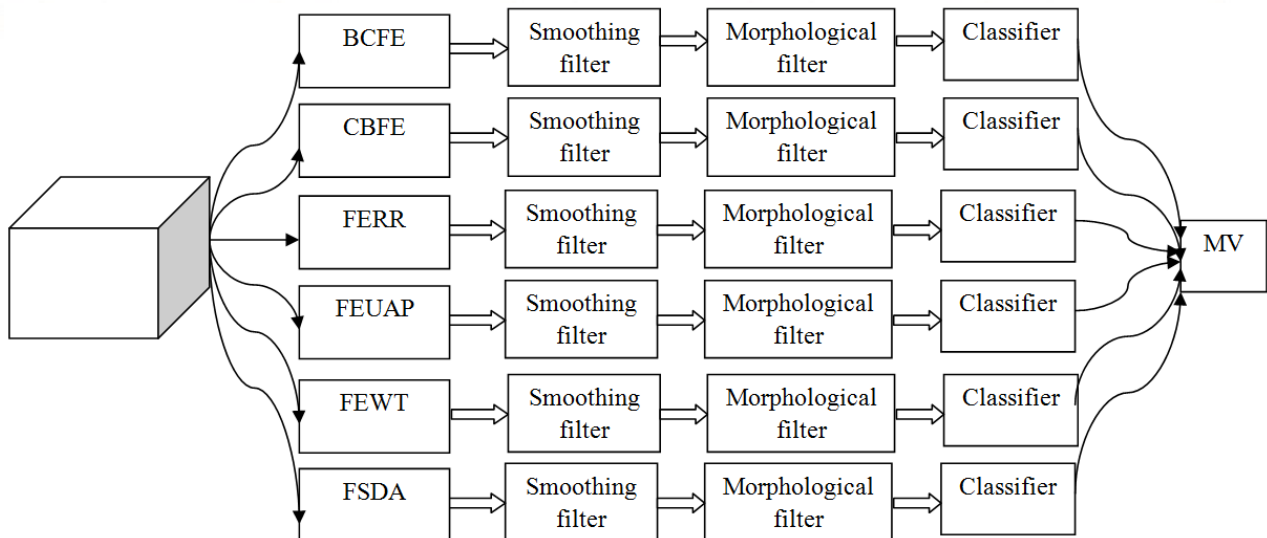 BCFE
Smoothing
filter
Morphological
filter
Classifier
CBFE
Smoothing
filter
Morphological
filter
Classifier
FERR
Smoothing
filter
Morphological
filter
Classifier
MV
FEUAP
Smoothing
filter
Morphological
filter
Classifier
FEWT
Smoothing
filter
Morphological
filter
Classifier
FSDA
Smoothing
filter
Morphological
filter
Classifier